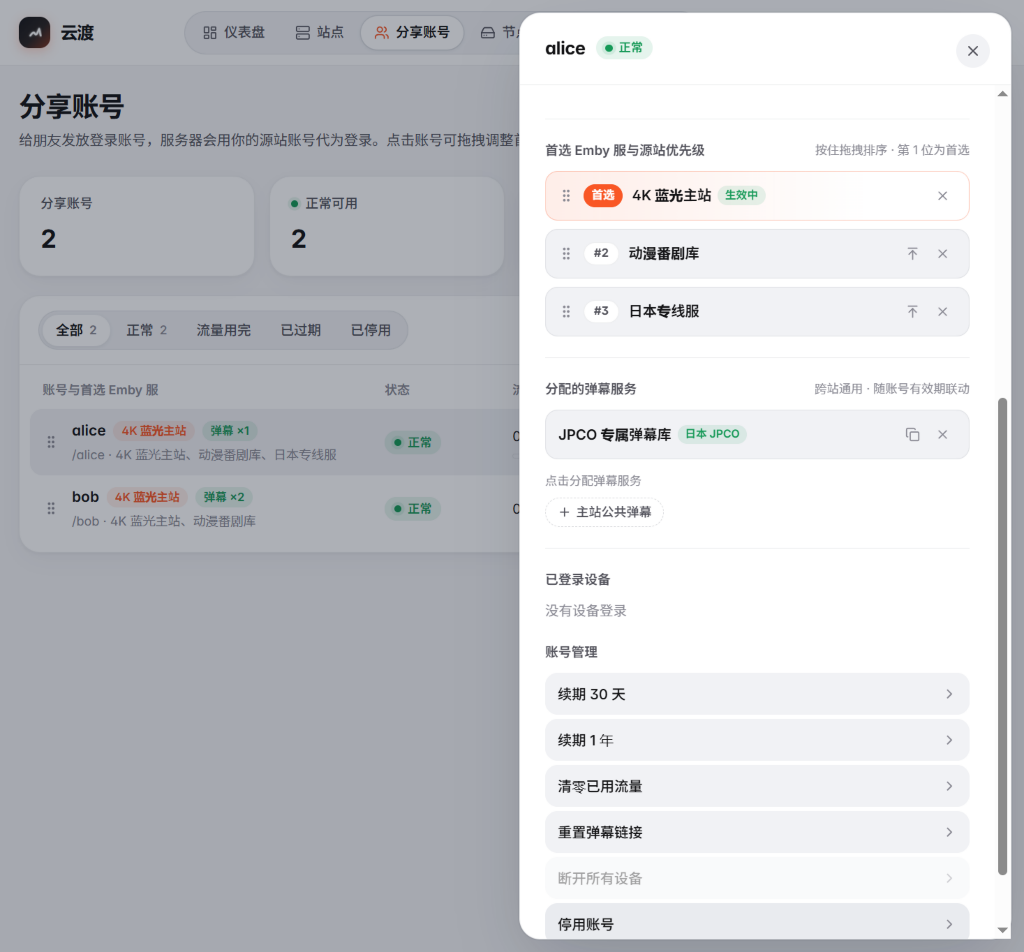 云渡
仪表盘
站点
分享账号
节
分享账号
给朋友发放登录账号，服务器会用你的源站账号代为登录。点击账号可拖拽调整
分享账号
2
正常可用
2
全部 2
正常 2
流量用完
已过期
已停用
账号与首选 Emby 服
状态
alice 4K 蓝光主站 弹幕 ×1
/alice · 4K 蓝光主站、动漫番剧库、日本专线服
正常
bob 4K 蓝光主站 弹幕 ×2
/bob · 4K 蓝光主站、动漫番剧库
正常
alice 正常
首选 Emby 服与源站优先级
按住拖拽排序 · 第 1 位为首选
首选 4K 蓝光主站 生效中
#2 动漫番剧库
#3 日本专线服
分配的弹幕服务
跨站通用 · 随账号有效期联动
JPCO 专属弹幕库 日本 JPCO
点击分配弹幕服务
+ 主站公共弹幕
已登录设备
没有设备登录
账号管理
续期 30 天
续期 1 年
清零已用流量
重置弹幕链接
断开所有设备
停用账号